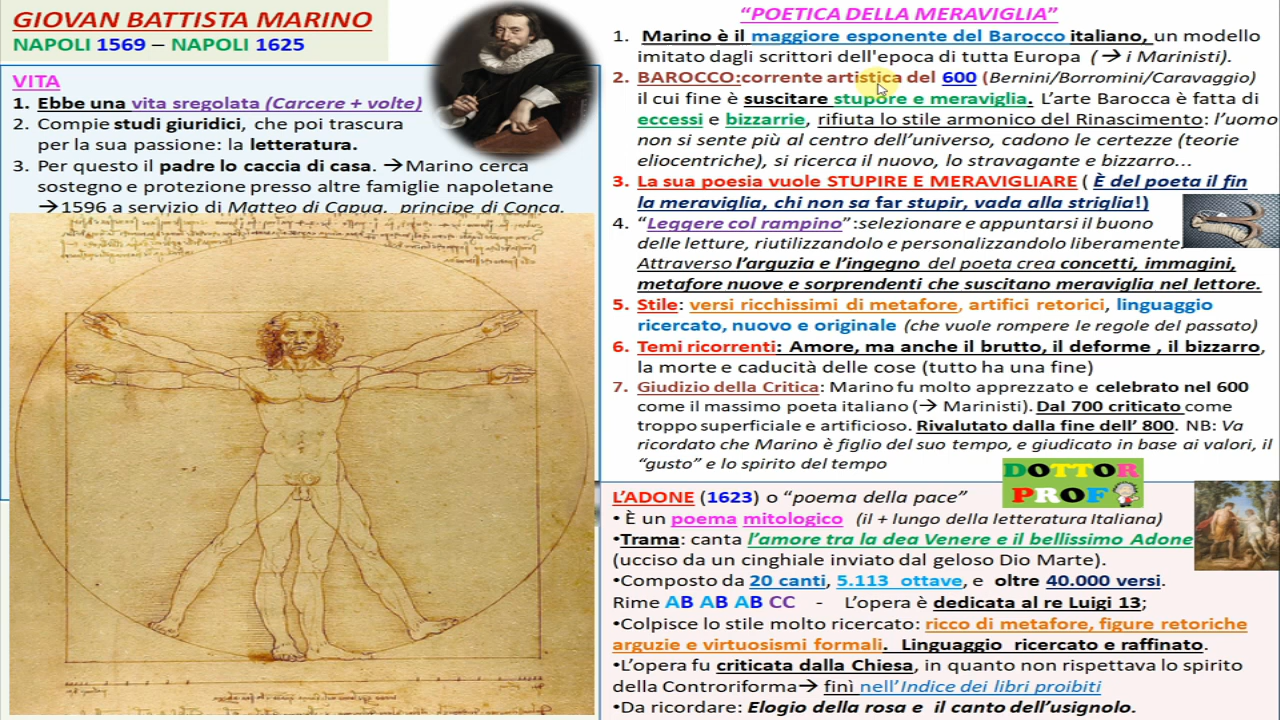 GIOVAN BATTISTA MARINO
NAPOLI 1569 – NAPOLI 1625
VITA
1. Ebbe una vita sregolata (Carcere + volte)
2. Compie studi giuridici, che poi trascura
per la sua passione: la letteratura.
3. Per questo il padre lo caccia di casa. →Marino cerca
sostegno e protezione presso altre famiglie napoletane
→1596 a servizio di Matteo di Capua, principe di Conca.
“POETICA DELLA MERAVIGLIA”
1. Marino è il maggiore esponente del Barocco italiano, un modello
imitato dagli scrittori dell'epoca di tutta Europa (→ i Marinisti).
2. BAROCCO:corrente artistica del 600 (Bernini/Borromini/Caravaggio)
il cui fine è suscitare stupore e meraviglia. L’arte Barocca è fatta di
eccessi e bizzarrie, rifiuta lo stile armonico del Rinascimento: l’uomo
non si sente più al centro dell’universo, cadono le certezze (teorie
eliocentriche), si ricerca il nuovo, lo stravagante e bizzarro…
3. La sua poesia vuole STUPIRE E MERAVIGLIARE ( È del poeta il fin
la meraviglia, chi non sa far stupir, vada alla striglia!)
4. “Leggere col rampino”:selezionare e appuntarsi il buono
delle letture, riutilizzandolo e personalizzandolo liberamente.
Attraverso l’arguzia e l’ingegno del poeta crea concetti, immagini,
metafore nuove e sorprendenti che suscitano meraviglia nel lettore.
5. Stile: versi ricchissimi di metafore, artifici retorici, linguaggio
ricercato, nuovo e originale (che vuole rompere le regole del passato)
6. Temi ricorrenti: Amore, ma anche il brutto, il deforme , il bizzarro,
la morte e caducità delle cose (tutto ha una fine)
7. Giudizio della Critica: Marino fu molto apprezzato e celebrato nel 600
come il massimo poeta italiano (→ Marinisti). Dal 700 criticato come
troppo superficiale e artificioso. Rivalutato dalla fine dell’ 800. NB: Va
ricordato che Marino è figlio del suo tempo, e giudicato in base ai valori, il
“gusto” e lo spirito del tempo
DOTTOR
PROF
L’ADONE (1623) o “poema della pace”
• È un poema mitologico (il + lungo della letteratura Italiana)
•Trama: canta l’amore tra la dea Venere e il bellissimo Adone
(ucciso da un cinghiale inviato dal geloso Dio Marte).
•Composto da 20 canti, 5.113 ottave, e oltre 40.000 versi.
Rime AB AB AB CC - L’opera è dedicata al re Luigi 13;
•Colpisce lo stile molto ricercato: ricco di metafore, figure retoriche
arguzie e virtuosismi formali. Linguaggio ricercato e raffinato.
•L’opera fu criticata dalla Chiesa, in quanto non rispettava lo spirito
della Controriforma→ finì nell’Indice dei libri proibiti
•Da ricordare: Elogio della rosa e il canto dell’usignolo.